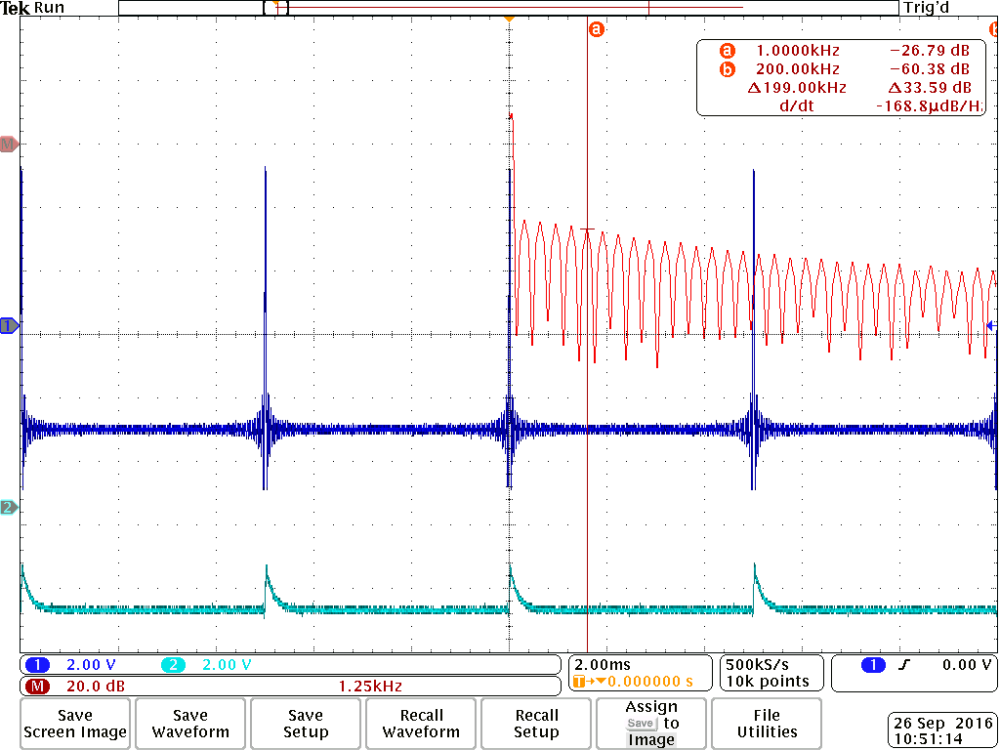 Tek Run Trig'd
a b
a 1.0000kHz −26.79 dB
b 200.00kHz −60.38 dB
Δ199.00kHz Δ33.59 dB
d/dt -168.8µdB/Hz
M
1
2
1 2.00 V 2 2.00 V
M 20.0 dB 1.25kHz
2.00ms
T→▼0.000000 s
500kS/s
10k points
1 0.00 V
Save
Screen Image
Save
Waveform
Save
Setup
Recall
Waveform
Recall
Setup
Assign
Save to
Image
File
Utilities
26 Sep 2016
10:51:14